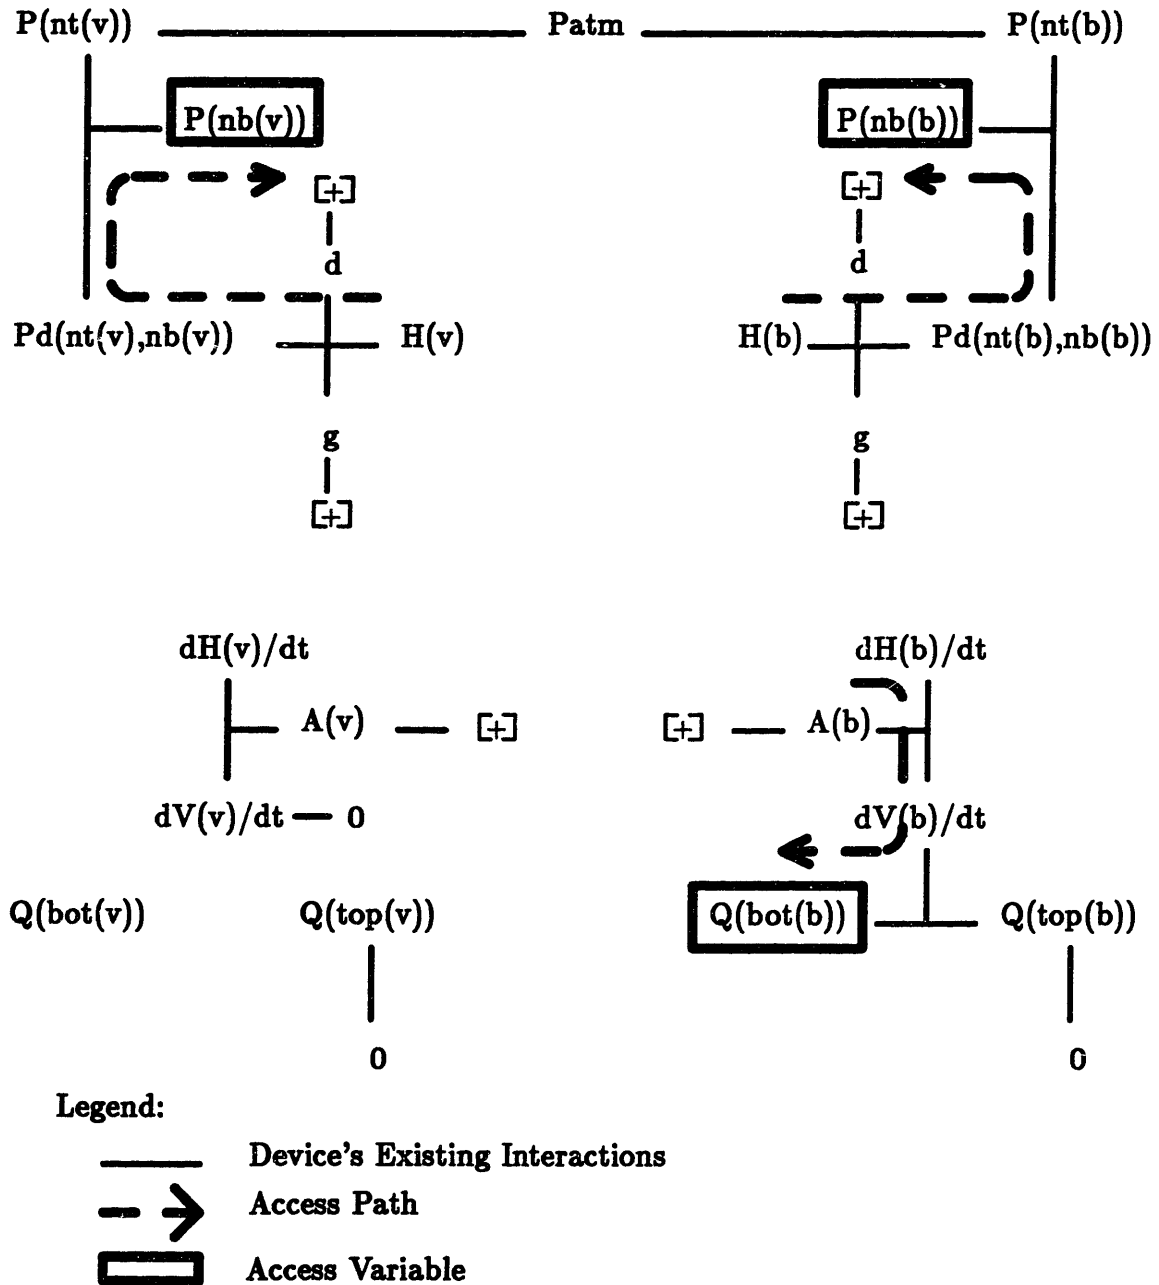 P(nt(v)) Patm P(nt(b))
P(nb(v)) P(nb(b))
[+] [+]
d d
Pd(nt(v),nb(v)) H(v) H(b) Pd(nt(b),nb(b))
g g
[+] [+]
dH(v)/dt dH(b)/dt
A(v) [+] [+] A(b)
dV(v)/dt 0 dV(b)/dt
Q(bot(v)) Q(top(v)) Q(bot(b)) Q(top(b))
0 0
Legend:
Device's Existing Interactions
Access Path
Access Variable